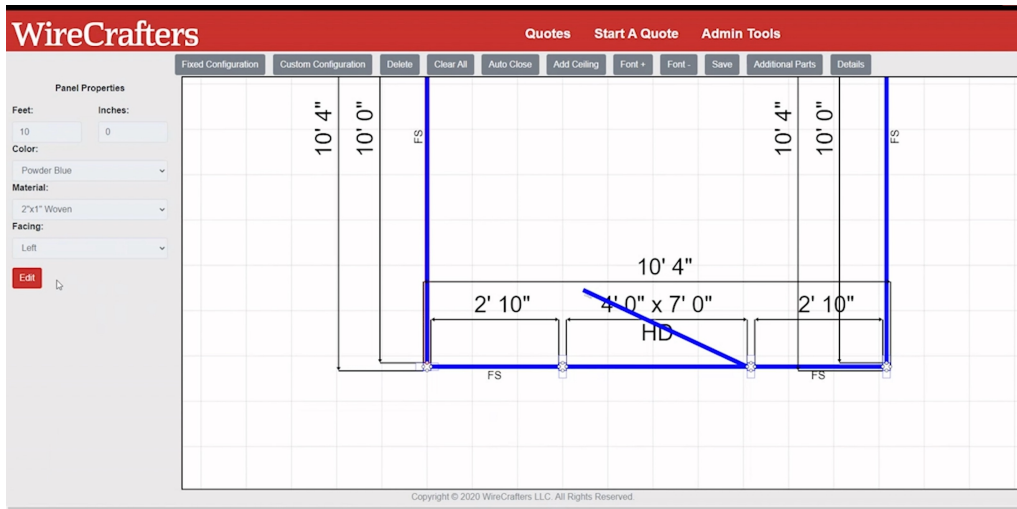 WireCrafters
Quotes Start A Quote Admin Tools
Fixed Configuration Custom Configuration Delete Clear All Auto Close Add Ceiling Font + Font - Save Additional Parts Details
Panel Properties
Feet: Inches:
10 0
Color:
Powder Blue
Material:
2"x1" Woven
Facing:
Left
Edit
10' 4" 10' 0" FS 10' 4" 10' 0" FS
10' 4"
2' 10" 4' 0" x 7' 0" 2' 10"
HD
FS FS
Copyright © 2020 WireCrafters LLC. All Rights Reserved.